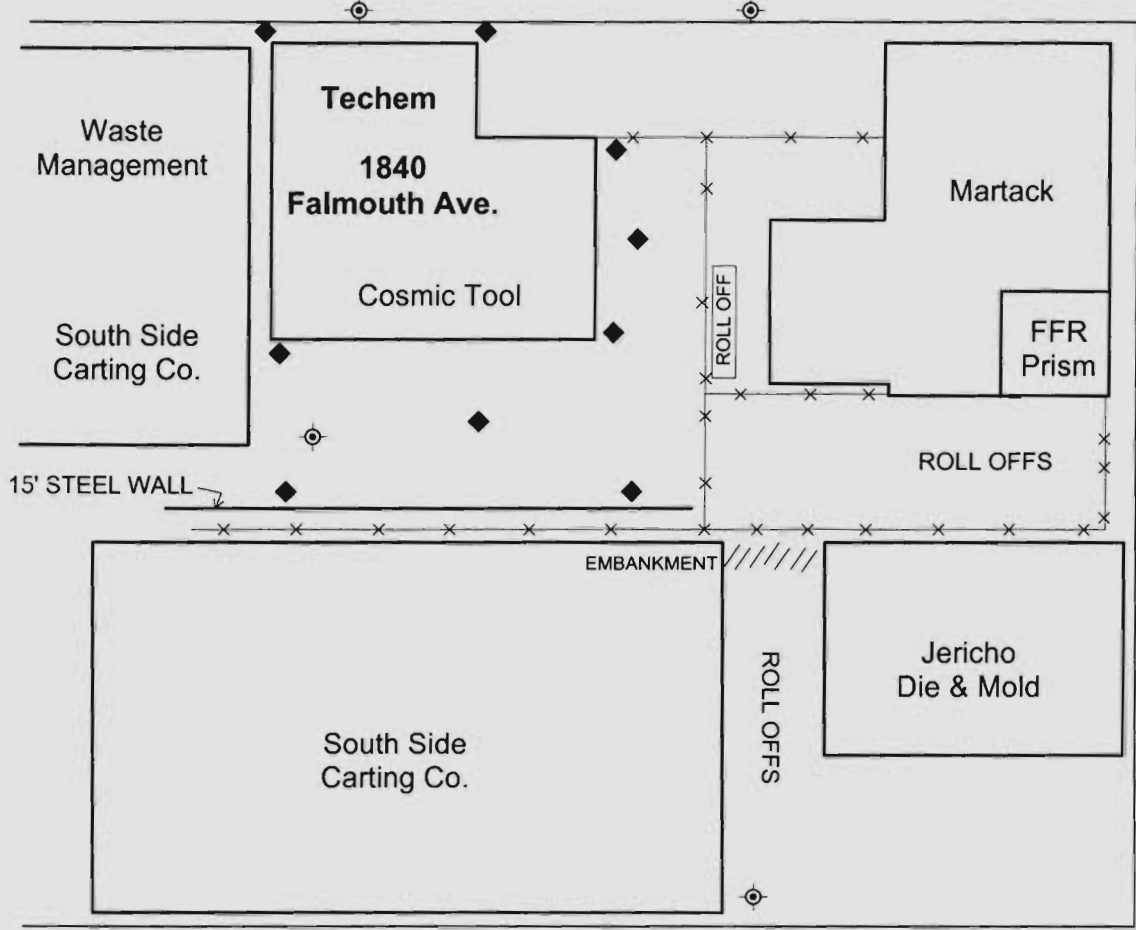 Techem
1840
Falmouth Ave.
Cosmic Tool
Waste
Management
South Side
Carting Co.
Martack
FFR
Prism
ROLL OFF
ROLL OFFS
15' STEEL WALL
EMBANKMENT
ROLL OFFS
Jericho
Die & Mold
South Side
Carting Co.